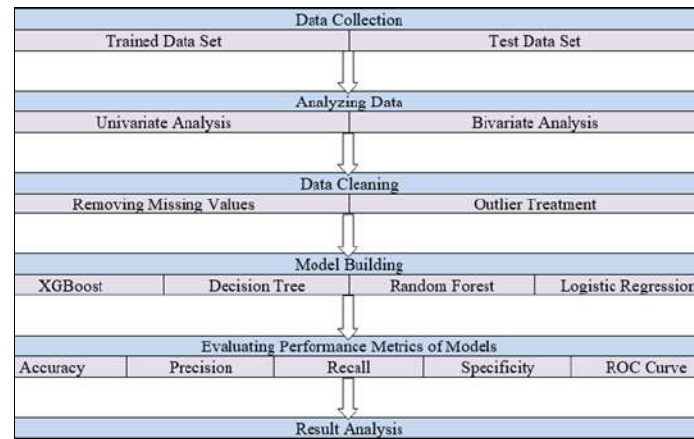 Data Collection
Trained Data Set Test Data Set
Analyzing Data
Univariate Analysis Bivariate Analysis
Data Cleaning
Removing Missing Values Outlier Treatment
Model Building
XGBoost Decision Tree Random Forest Logistic Regression
Evaluating Performance Metrics of Models
Accuracy Precision Recall Specificity ROC Curve
Result Analysis